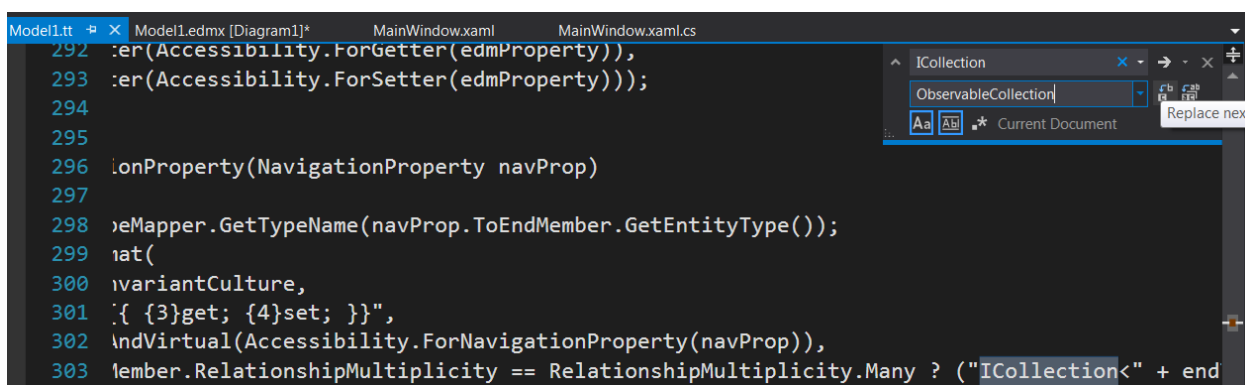 Model1.tt Model1.edmx [Diagram1]* MainWindow.xaml MainWindow.xaml.cs
292 :er(Accessibility.ForGetter(edmProperty)),
293 :er(Accessibility.ForSetter(edmProperty)));
294
295
296 ionProperty(NavigationProperty navProp)
297
298 peMapper.GetTypeName(navProp.ToEndMember.GetEntityType());
299 nat(
300 nvariantCulture,
301 [{ {3}get; {4}set; }}",
302 AndVirtual(Accessibility.ForNavigationProperty(navProp)),
303 Member.RelationshipMultiplicity == RelationshipMultiplicity.Many ? ("ICollection<" + end
ICollection
ObservableCollection
Aa Abl .* Current Document
Replace nex